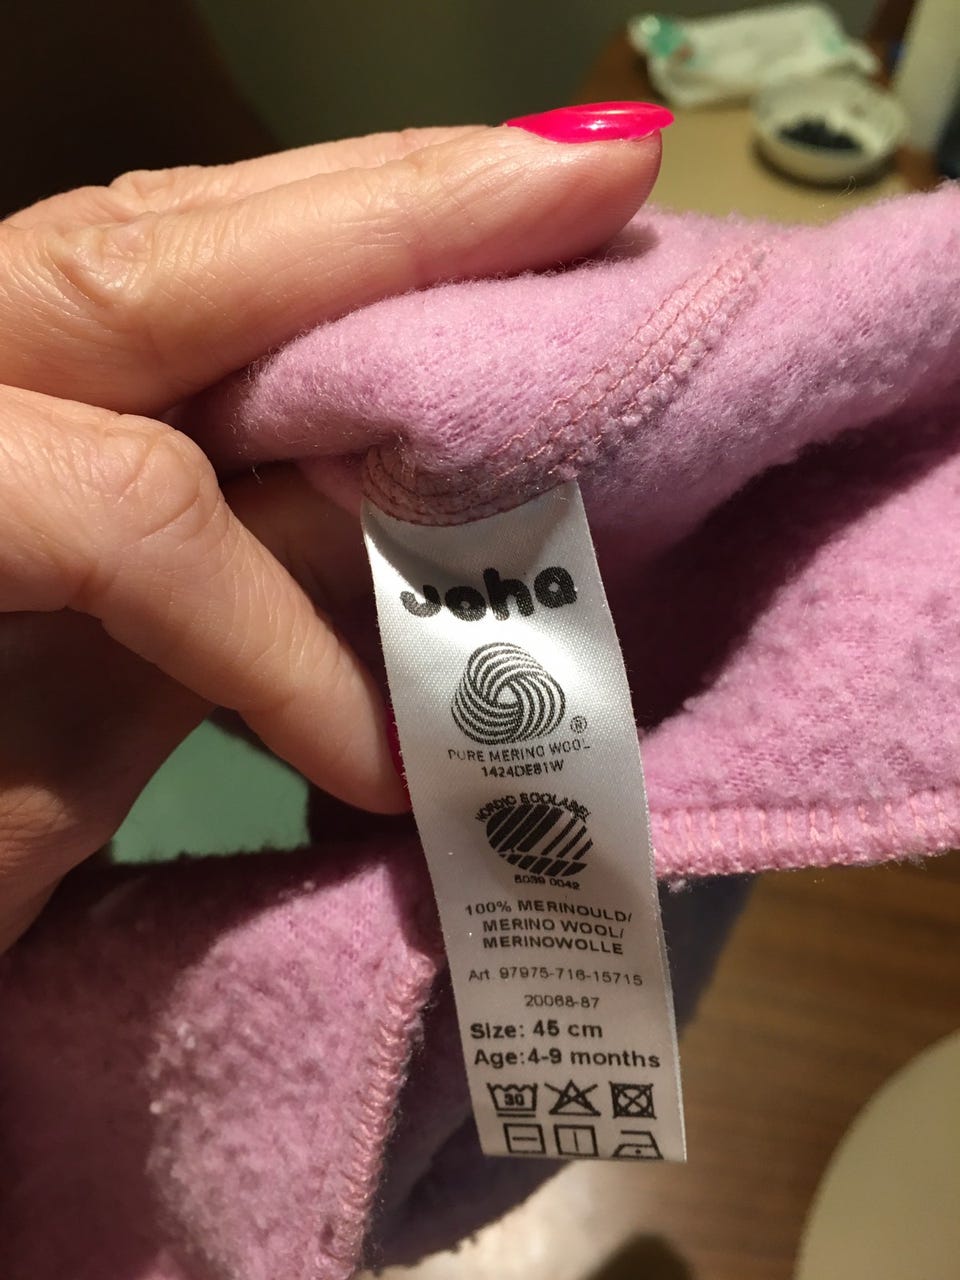 Joha
®
PURE MERINO WOOL
1424DE81W
NORDIC ECOLABEL
5039 0042
100% MERINOULD/
MERINO WOOL/
MERINOWOLLE
Art. 97975-716-15715
20068-87
Size: 45 cm
Age:4-9 months
30